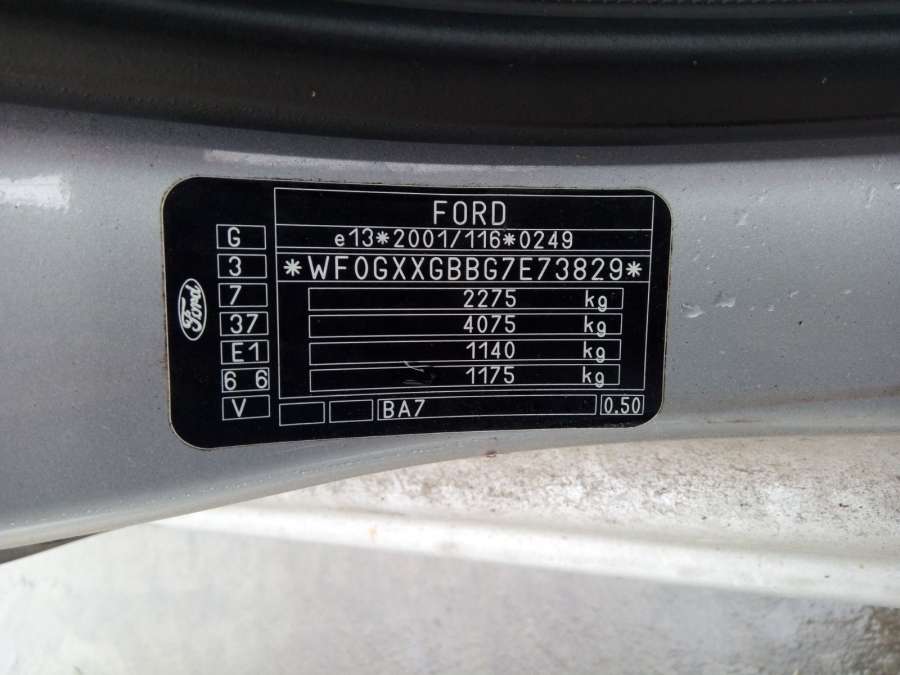 FORD
e13*2001/116*0249
*WF0GXXGBBG7E73829*
2275 kg
4075 kg
1140 kg
1175 kg
BA7 0.50
G
3
7
37
E1
6 6
V
Ford